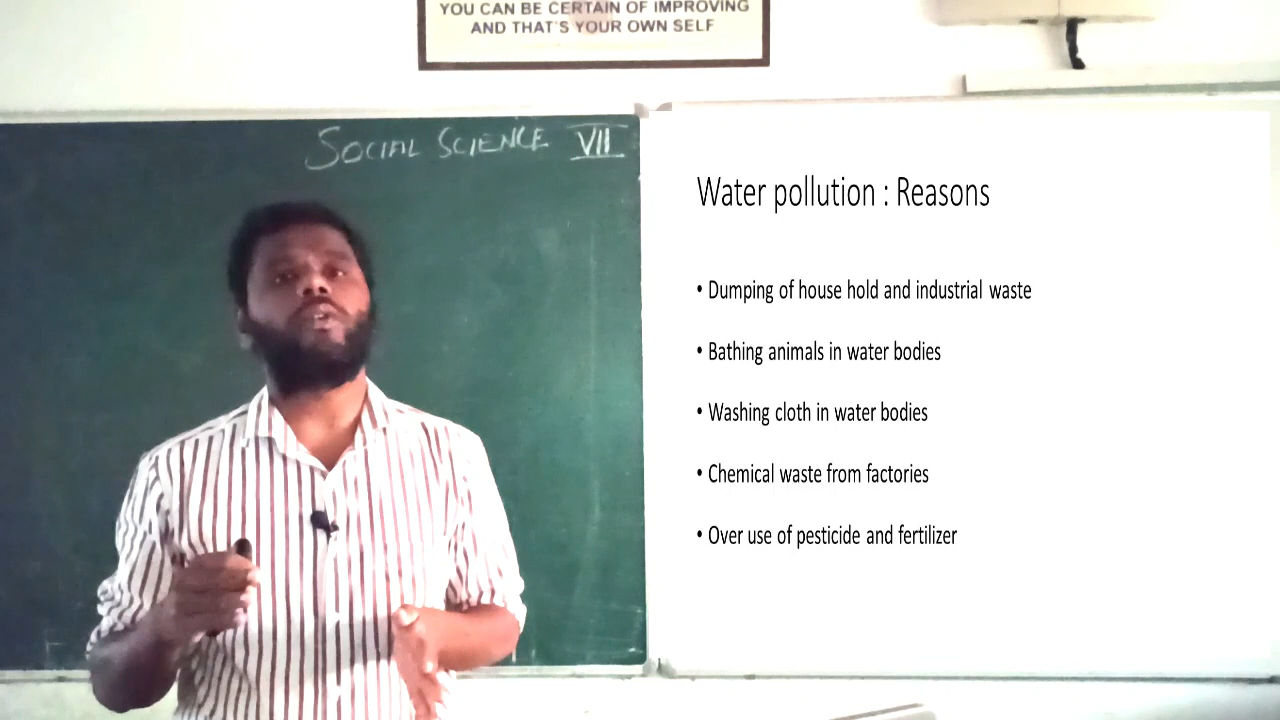 YOU CAN BE CERTAIN OF IMPROVING
AND THAT'S YOUR OWN SELF
SOCIAL SCIENCE VII
Water pollution : Reasons
• Dumping of house hold and industrial waste
• Bathing animals in water bodies
• Washing cloth in water bodies
• Chemical waste from factories
• Over use of pesticide and fertilizer